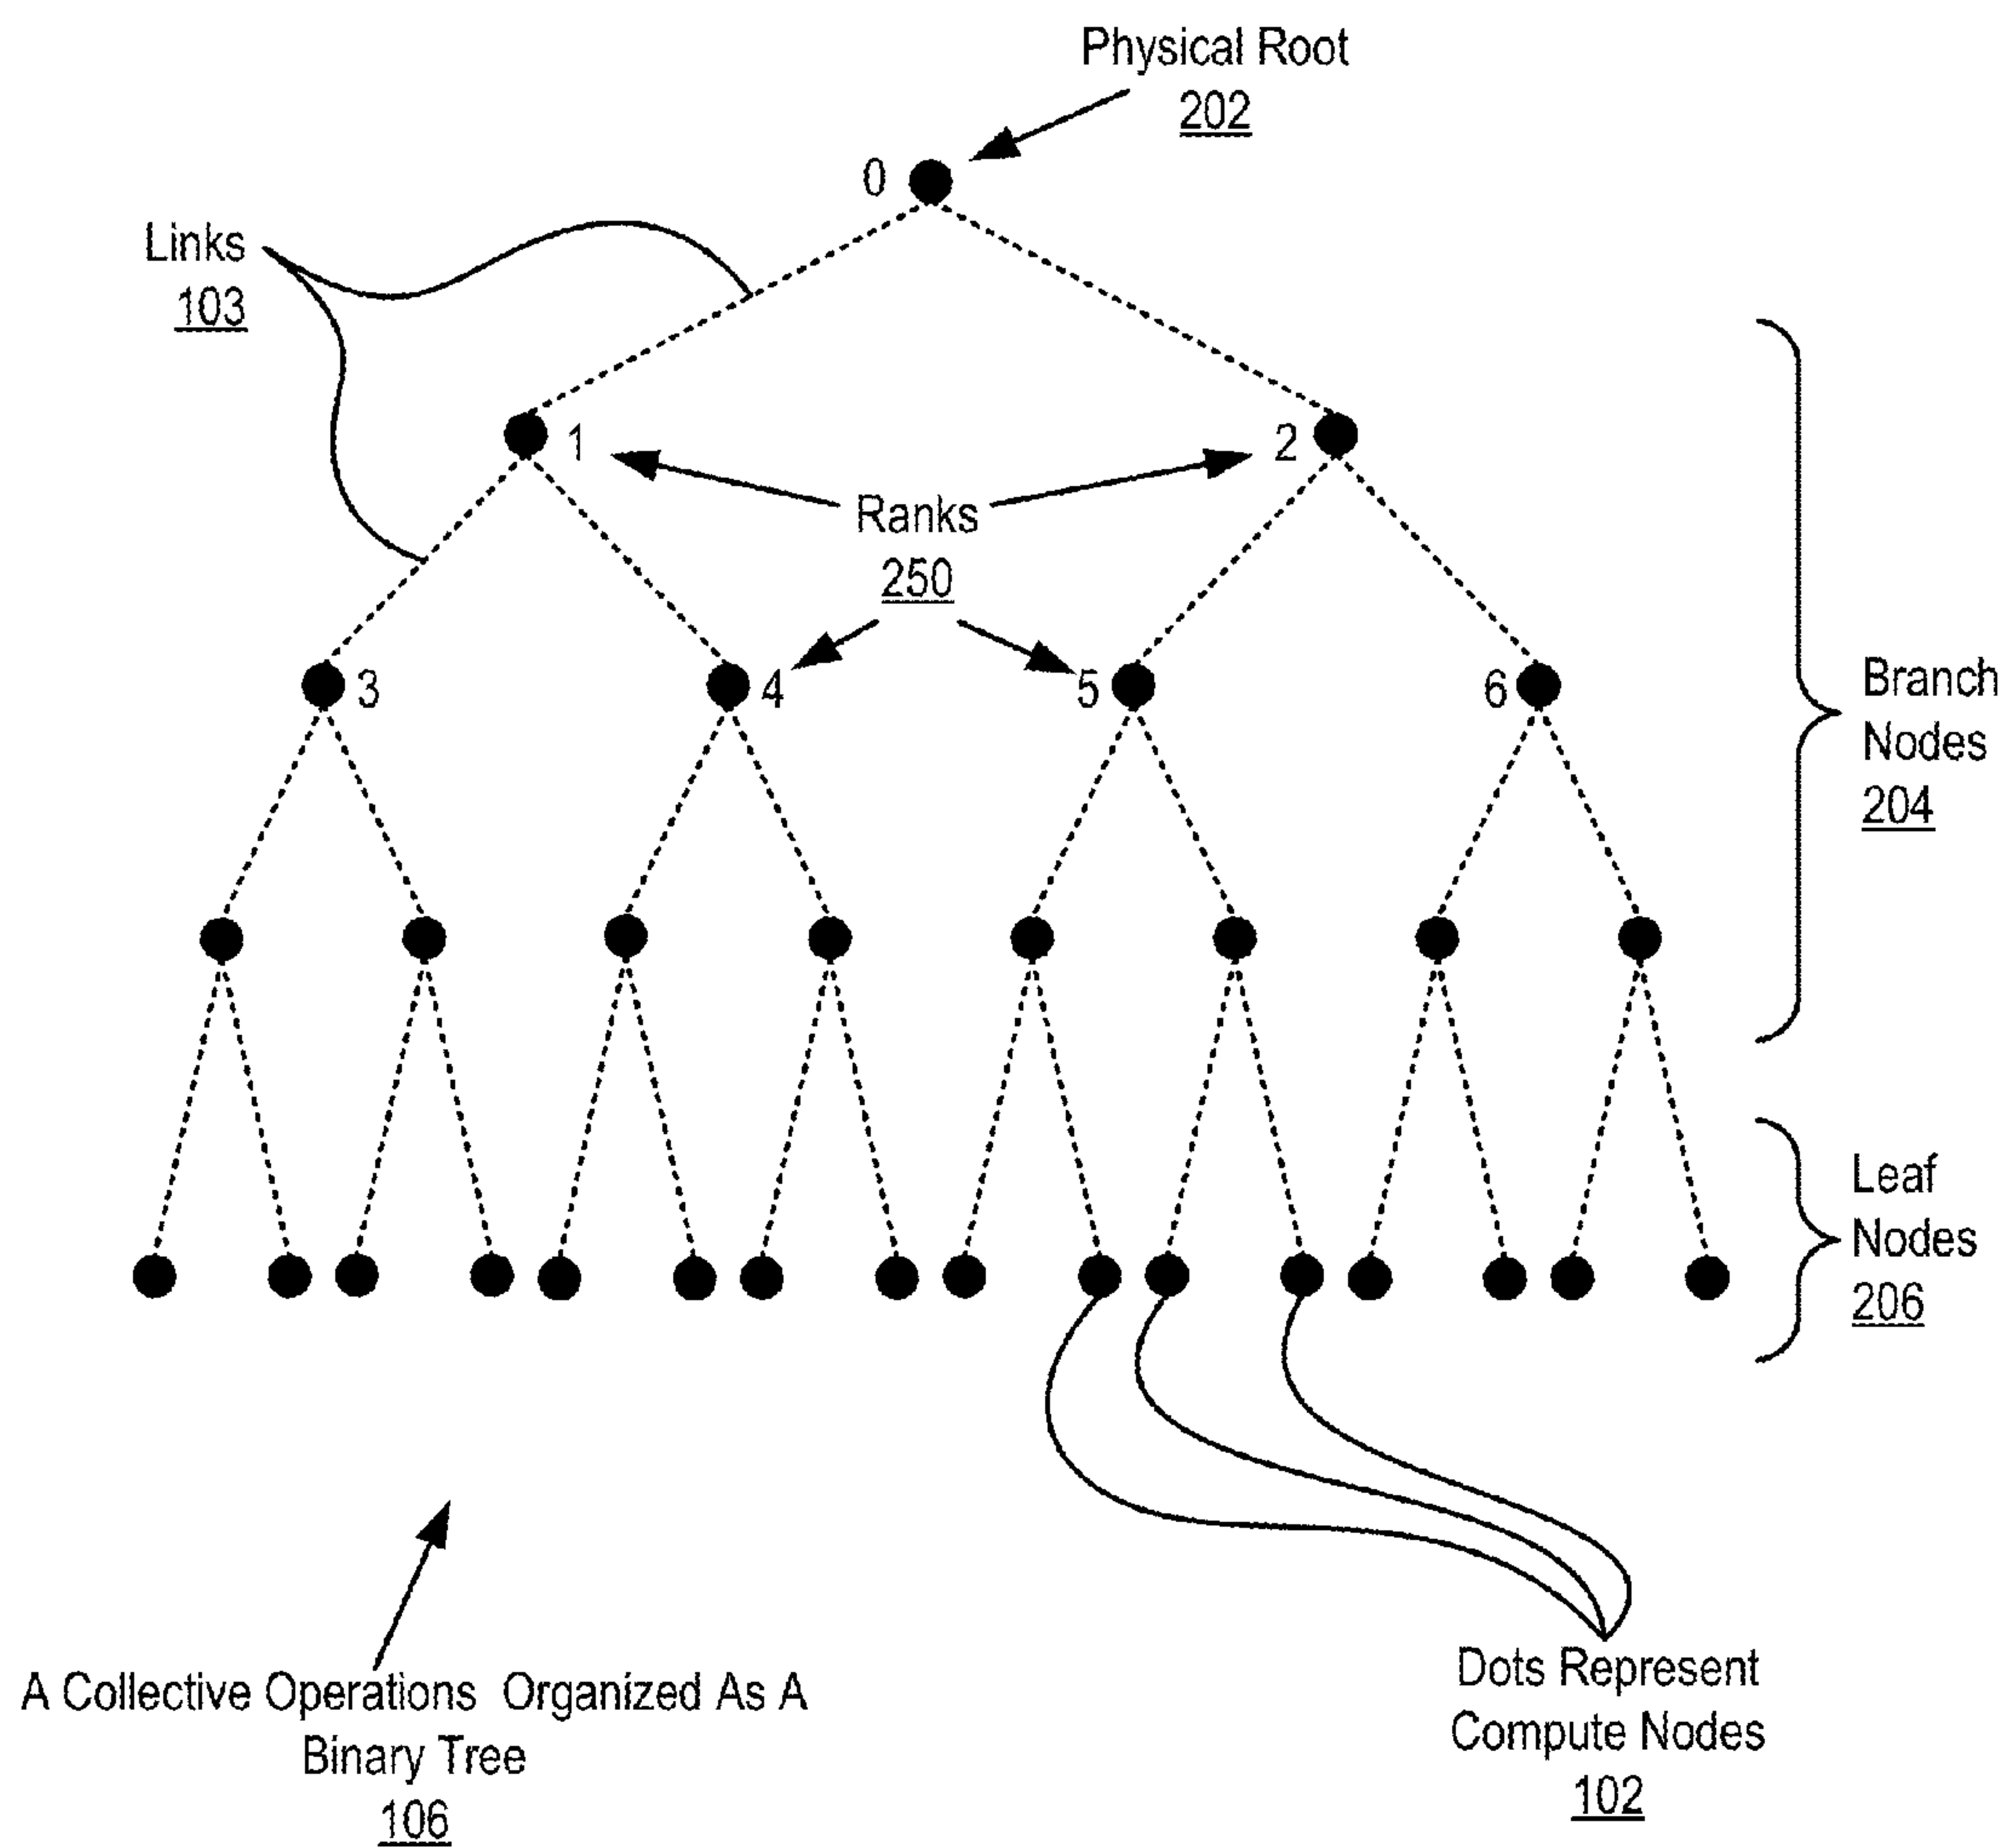 Physical Root
202
0
Links
103
1
2
Ranks
250
3
4
5
6
Branch
Nodes
204
Leaf
Nodes
206
A Collective Operations Organized As A
Binary Tree
106
Dots Represent
Compute Nodes
102